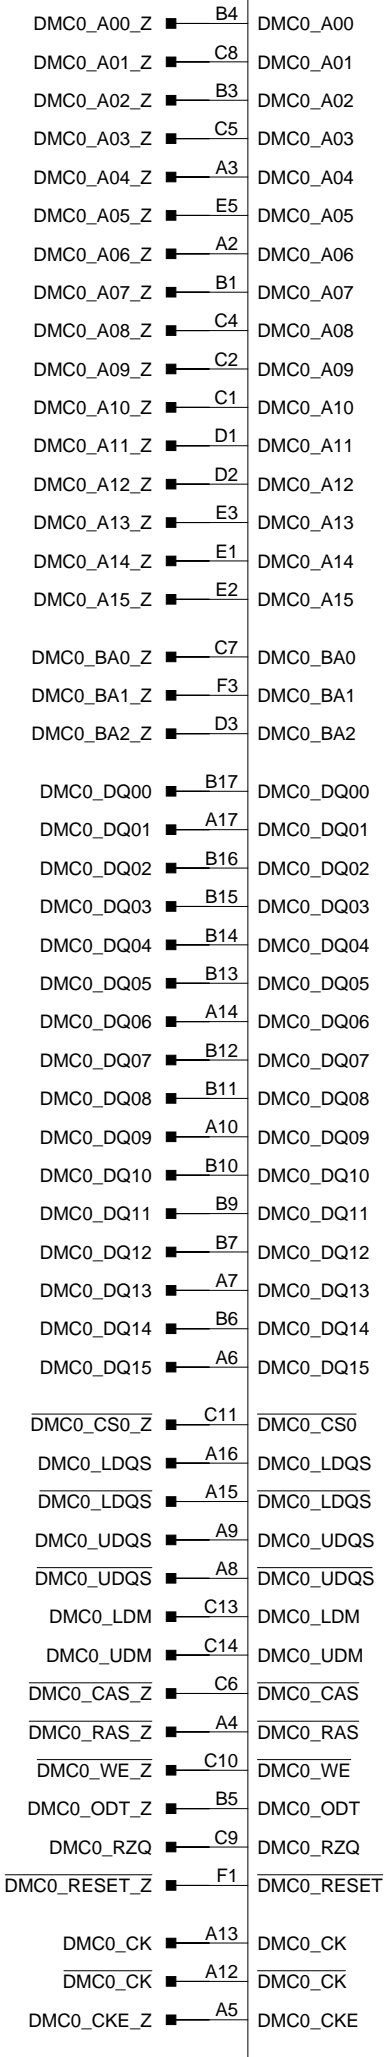 DMC0_A00_Z B4 DMC0_A00
DMC0_A01_Z C8 DMC0_A01
DMC0_A02_Z B3 DMC0_A02
DMC0_A03_Z C5 DMC0_A03
DMC0_A04_Z A3 DMC0_A04
DMC0_A05_Z E5 DMC0_A05
DMC0_A06_Z A2 DMC0_A06
DMC0_A07_Z B1 DMC0_A07
DMC0_A08_Z C4 DMC0_A08
DMC0_A09_Z C2 DMC0_A09
DMC0_A10_Z C1 DMC0_A10
DMC0_A11_Z D1 DMC0_A11
DMC0_A12_Z D2 DMC0_A12
DMC0_A13_Z E3 DMC0_A13
DMC0_A14_Z E1 DMC0_A14
DMC0_A15_Z E2 DMC0_A15
DMC0_BA0_Z C7 DMC0_BA0
DMC0_BA1_Z F3 DMC0_BA1
DMC0_BA2_Z D3 DMC0_BA2
DMC0_DQ00 B17 DMC0_DQ00
DMC0_DQ01 A17 DMC0_DQ01
DMC0_DQ02 B16 DMC0_DQ02
DMC0_DQ03 B15 DMC0_DQ03
DMC0_DQ04 B14 DMC0_DQ04
DMC0_DQ05 B13 DMC0_DQ05
DMC0_DQ06 A14 DMC0_DQ06
DMC0_DQ07 B12 DMC0_DQ07
DMC0_DQ08 B11 DMC0_DQ08
DMC0_DQ09 A10 DMC0_DQ09
DMC0_DQ10 B10 DMC0_DQ10
DMC0_DQ11 B9 DMC0_DQ11
DMC0_DQ12 B7 DMC0_DQ12
DMC0_DQ13 A7 DMC0_DQ13
DMC0_DQ14 B6 DMC0_DQ14
DMC0_DQ15 A6 DMC0_DQ15
DMC0_CS0_Z C11 DMC0_CS0
DMC0_LDQS A16 DMC0_LDQS
DMC0_LDQS A15 DMC0_LDQS
DMC0_UDQS A9 DMC0_UDQS
DMC0_UDQS A8 DMC0_UDQS
DMC0_LDM C13 DMC0_LDM
DMC0_UDM C14 DMC0_UDM
DMC0_CAS_Z C6 DMC0_CAS
DMC0_RAS_Z A4 DMC0_RAS
DMC0_WE_Z C10 DMC0_WE
DMC0_ODT_Z B5 DMC0_ODT
DMC0_RZQ C9 DMC0_RZQ
DMC0_RESET_Z F1 DMC0_RESET
DMC0_CK A13 DMC0_CK
DMC0_CK A12 DMC0_CK
DMC0_CKE_Z A5 DMC0_CKE